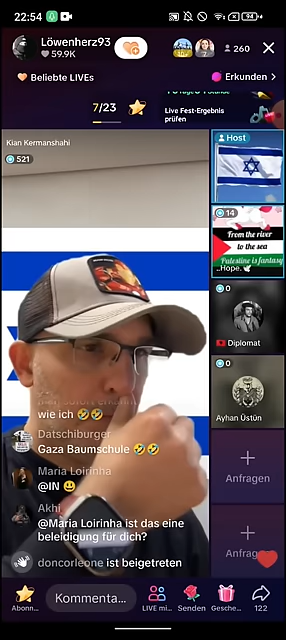 22:54
94
Löwenherz93
59.9K
260
Beliebte LIVEs
Erkunden
7/23
Live Fest-Ergebnis
prüfen
Kian Kermanshahi
521
Host
14
From the river
to the sea
Palestine is fantasy
..Hope.
0
Diplomat
0
Ayhan Üstün
Anfragen
wie ich 🤣🤣
Datschiburger
Gaza Baumschule 🤣🤣
Maria Loirinha
@IN 😃
Akhi
@Maria Loirinha ist das eine
beleidigung für dich?
doncorleone ist beigetreten
Abonn...
Kommenta...
LIVE mi...
Senden
Gesche...
122